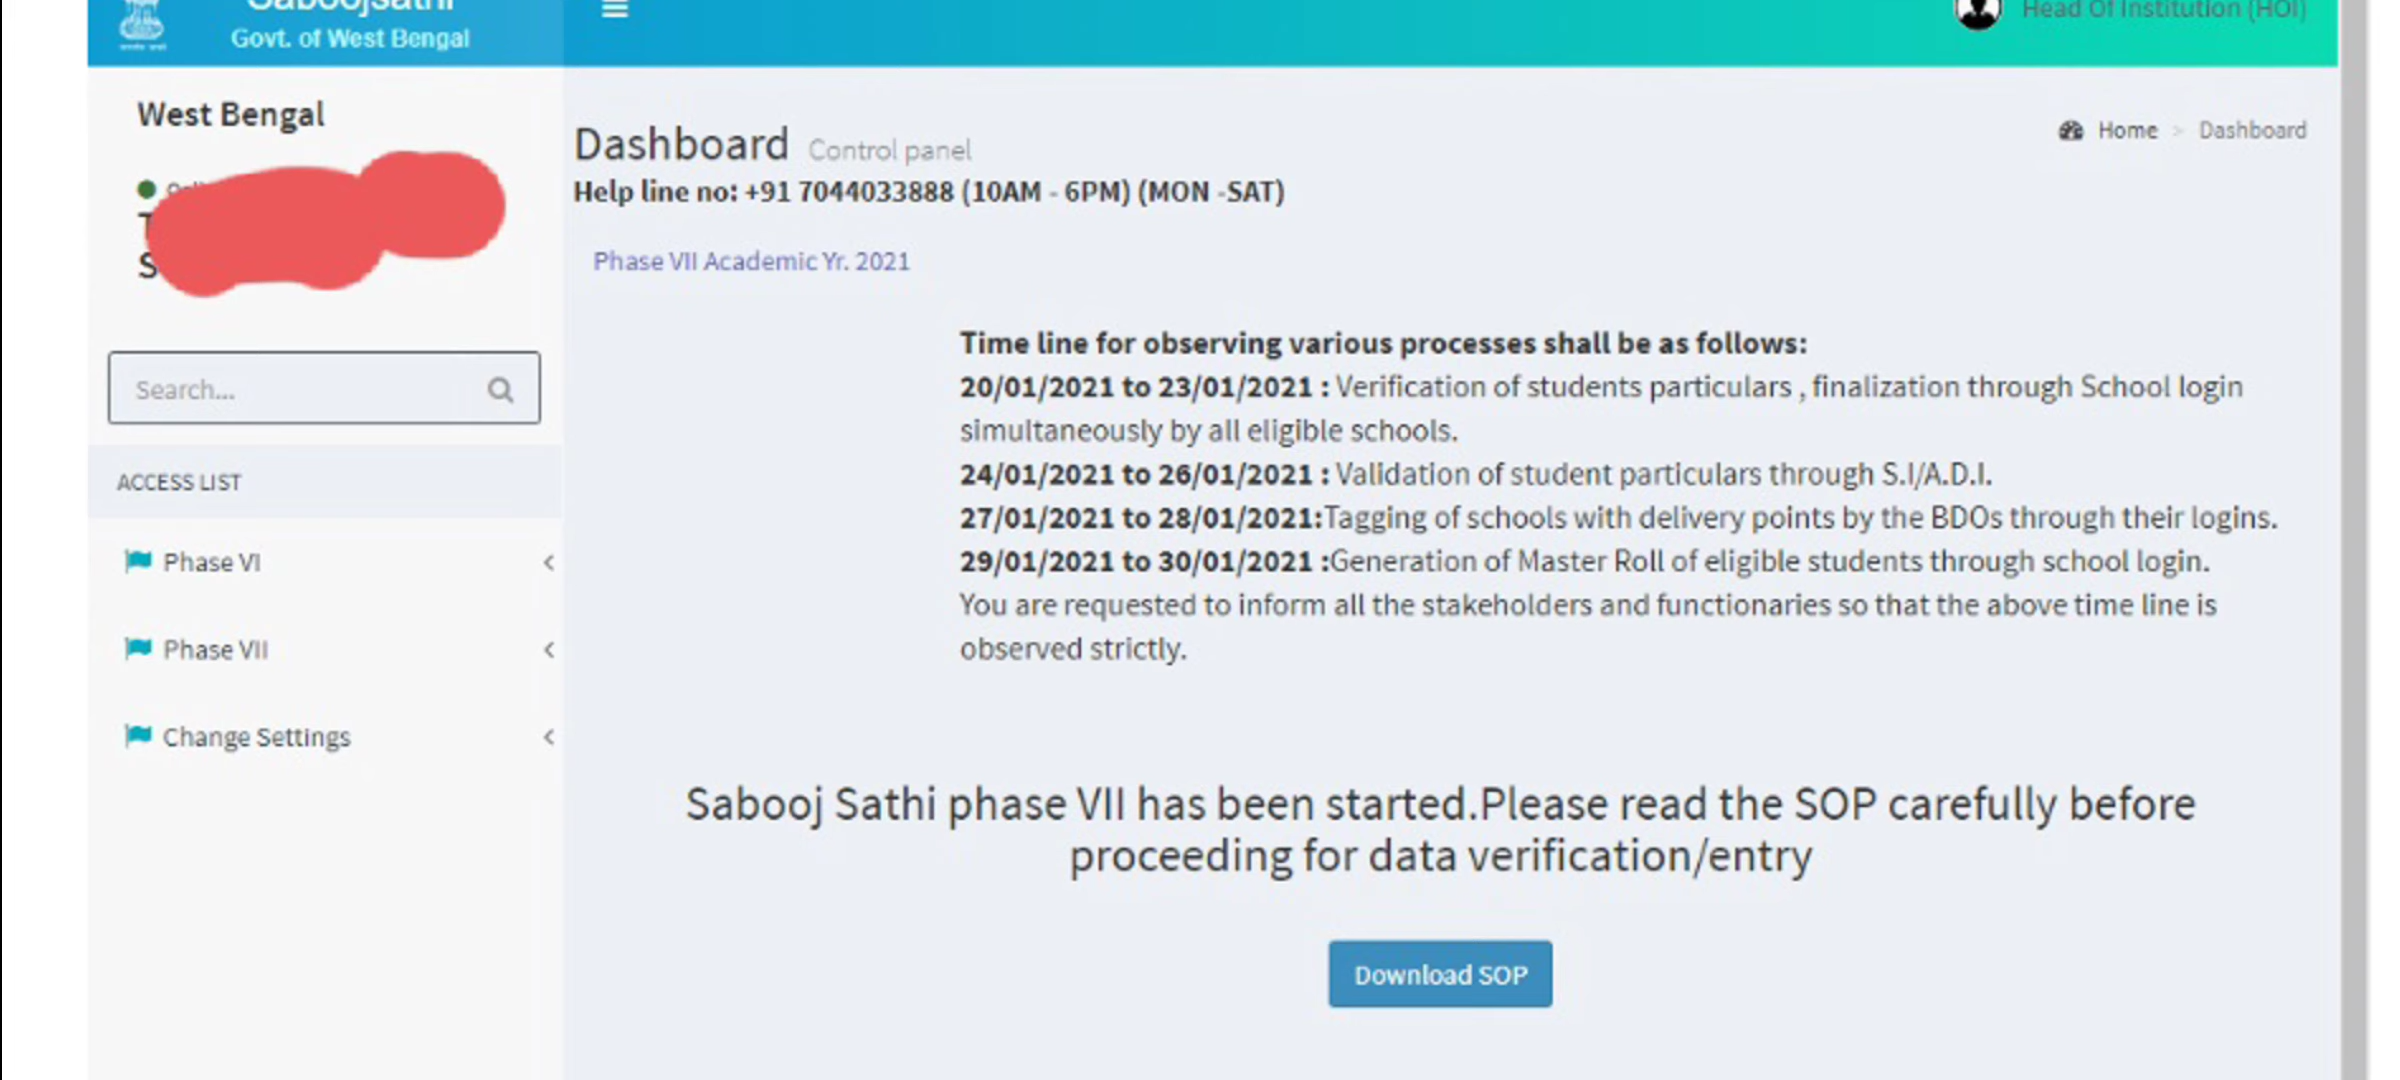 Saboojsathi
Govt. of West Bengal
Head Of Institution (HOI)
West Bengal
Dashboard Control panel
Home > Dashboard
Help line no: +91 7044033888 (10AM - 6PM) (MON -SAT)
Phase VII Academic Yr. 2021
Search...
ACCESS LIST
Phase VI
Phase VII
Change Settings
Time line for observing various processes shall be as follows:
20/01/2021 to 23/01/2021 : Verification of students particulars , finalization through School login
simultaneously by all eligible schools.
24/01/2021 to 26/01/2021 : Validation of student particulars through S.I/A.D.I.
27/01/2021 to 28/01/2021:Tagging of schools with delivery points by the BDOs through their logins.
29/01/2021 to 30/01/2021 :Generation of Master Roll of eligible students through school login.
You are requested to inform all the stakeholders and functionaries so that the above time line is
observed strictly.
Sabooj Sathi phase VII has been started.Please read the SOP carefully before
proceeding for data verification/entry
Download SOP